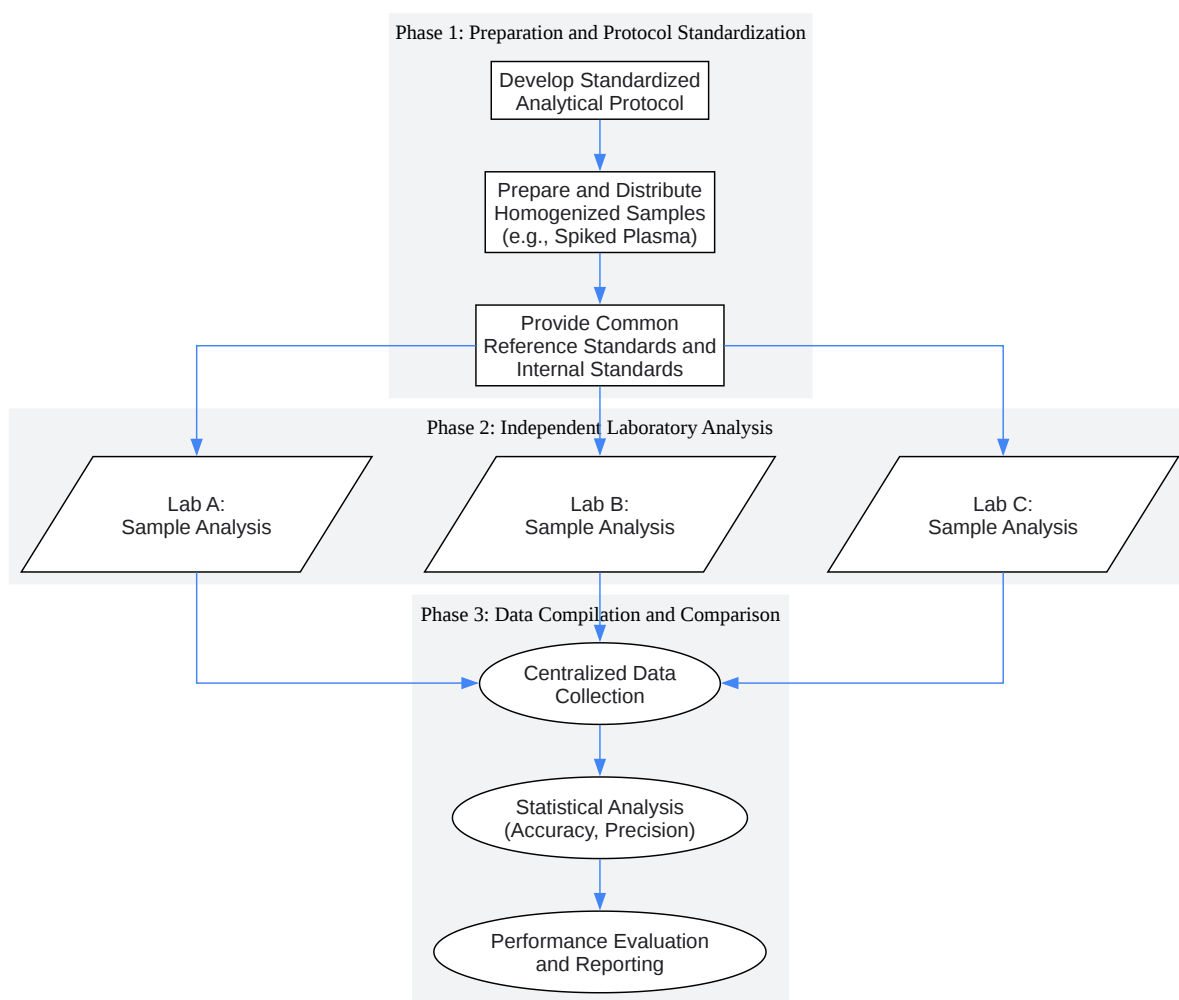 Phase 1: Preparation and Protocol Standardization
Develop Standardized
Analytical Protocol
Prepare and Distribute
Homogenized Samples
(e.g., Spiked Plasma)
Provide Common
Reference Standards and
Internal Standards
Phase 2: Independent Laboratory Analysis
Lab A:
Sample Analysis
Lab B:
Sample Analysis
Lab C:
Sample Analysis
Phase 3: Data Compilation and Comparison
Centralized Data
Collection
Statistical Analysis
(Accuracy, Precision)
Performance Evaluation
and Reporting